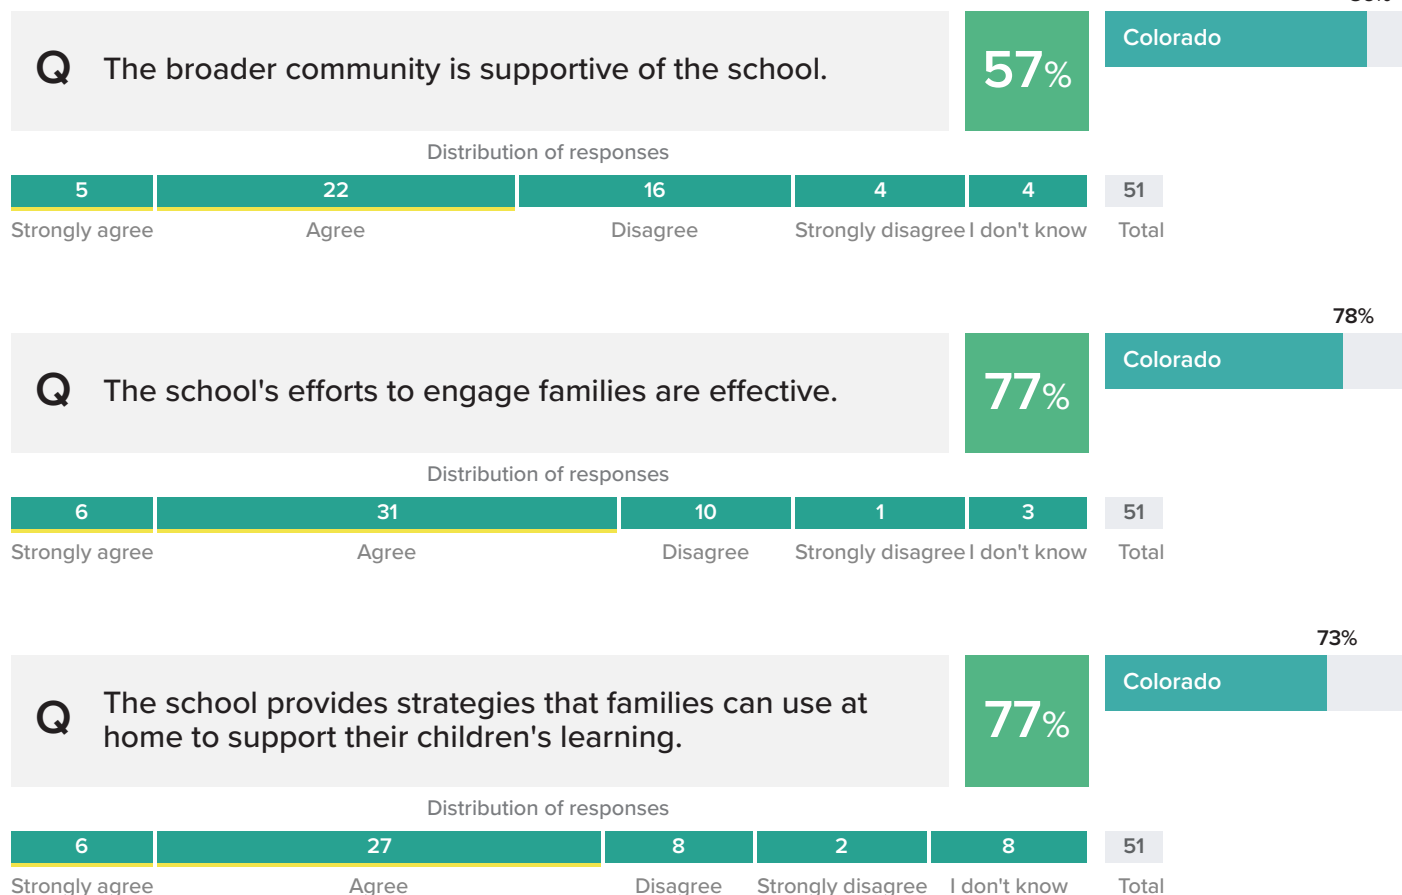 Q The broader community is supportive of the school. 57% Colorado
Distribution of responses
5 22 16 4 4 51
Strongly agree Agree Disagree Strongly disagree I don't know Total
78%
Q The school's efforts to engage families are effective. 77% Colorado
Distribution of responses
6 31 10 1 3 51
Strongly agree Agree Disagree Strongly disagree I don't know Total
73%
Colorado
Q The school provides strategies that families can use at
home to support their children's learning.
77%
Distribution of responses
6 27 8 2 8 51
Strongly agree Agree Disagree Strongly disagree I don't know Total